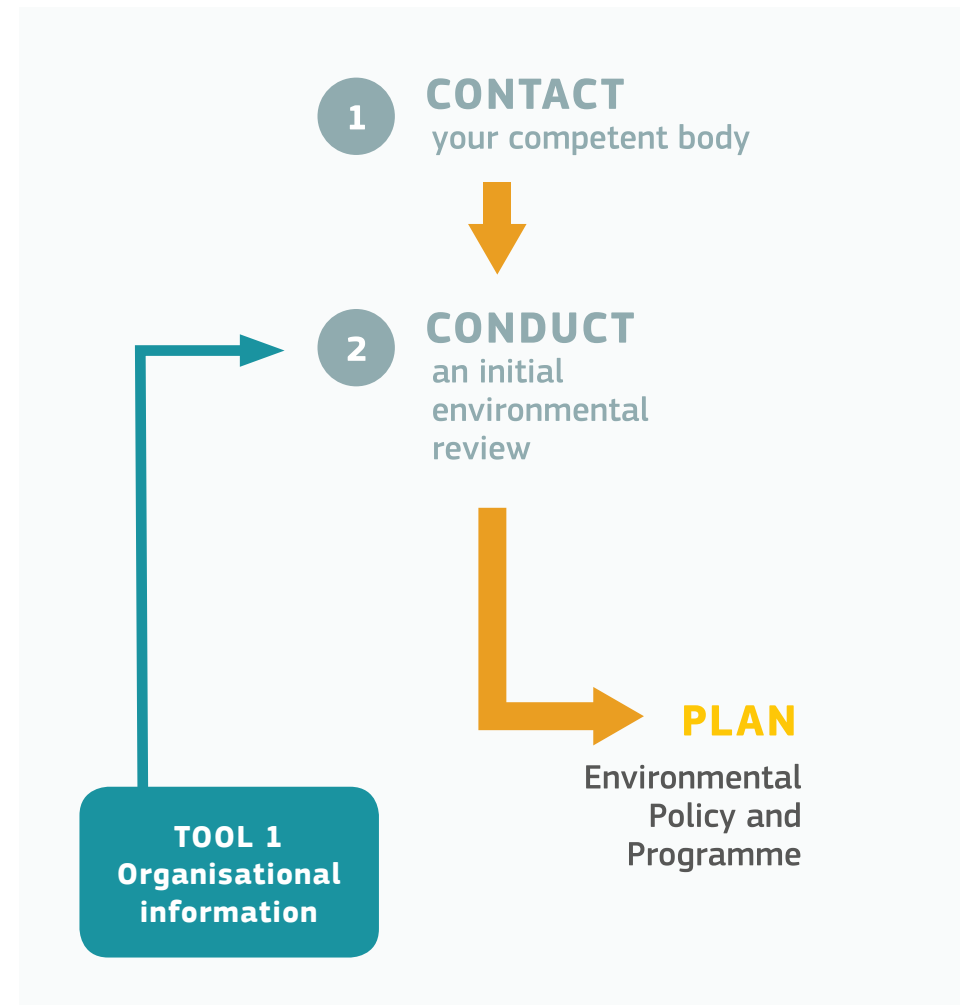 1
CONTACT
your competent body
2
CONDUCT
an initial
environmental
review
PLAN
Environmental
Policy and
Programme
TOOL 1
Organisational
information